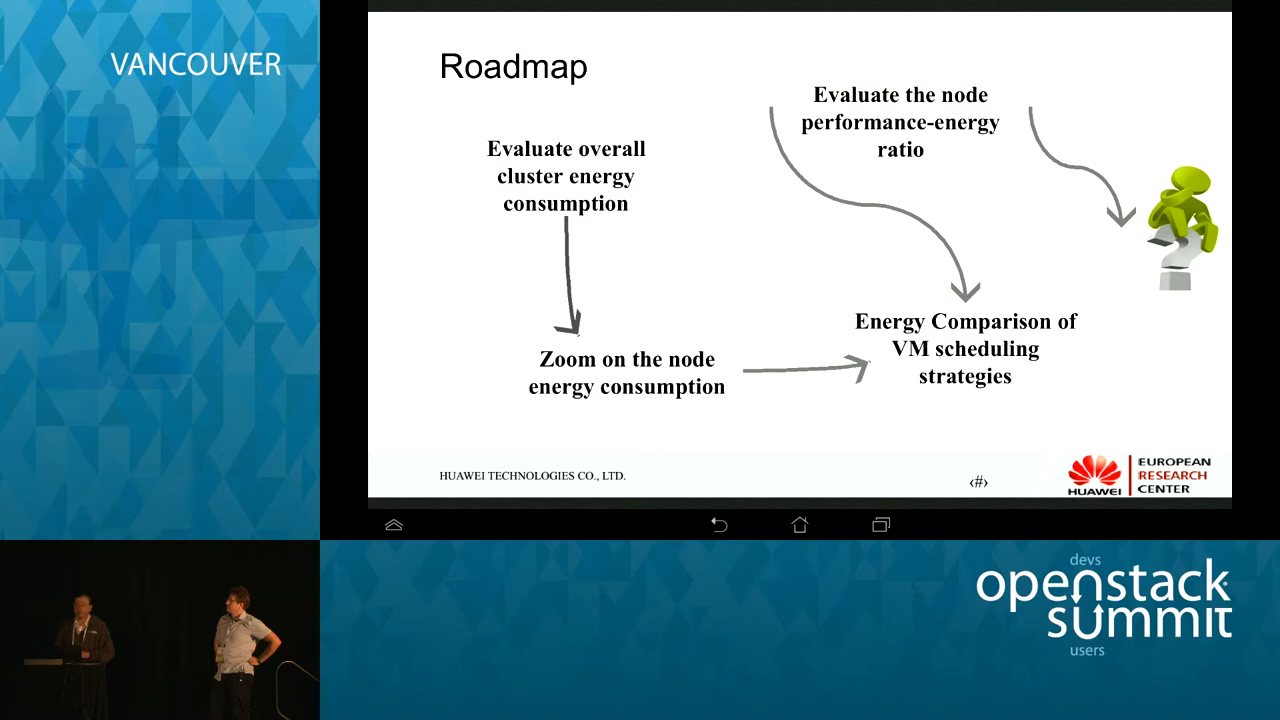 VANCOUVER
Roadmap
Evaluate the node
performance-energy
ratio
Evaluate overall
cluster energy
consumption
Energy Comparison of
VM scheduling
strategies
Zoom on the node
energy consumption
HUAWEI TECHNOLOGIES CO., LTD.
‹#›
HUAWEI
EUROPEAN
RESEARCH
CENTER
devs
openstack
summit
users